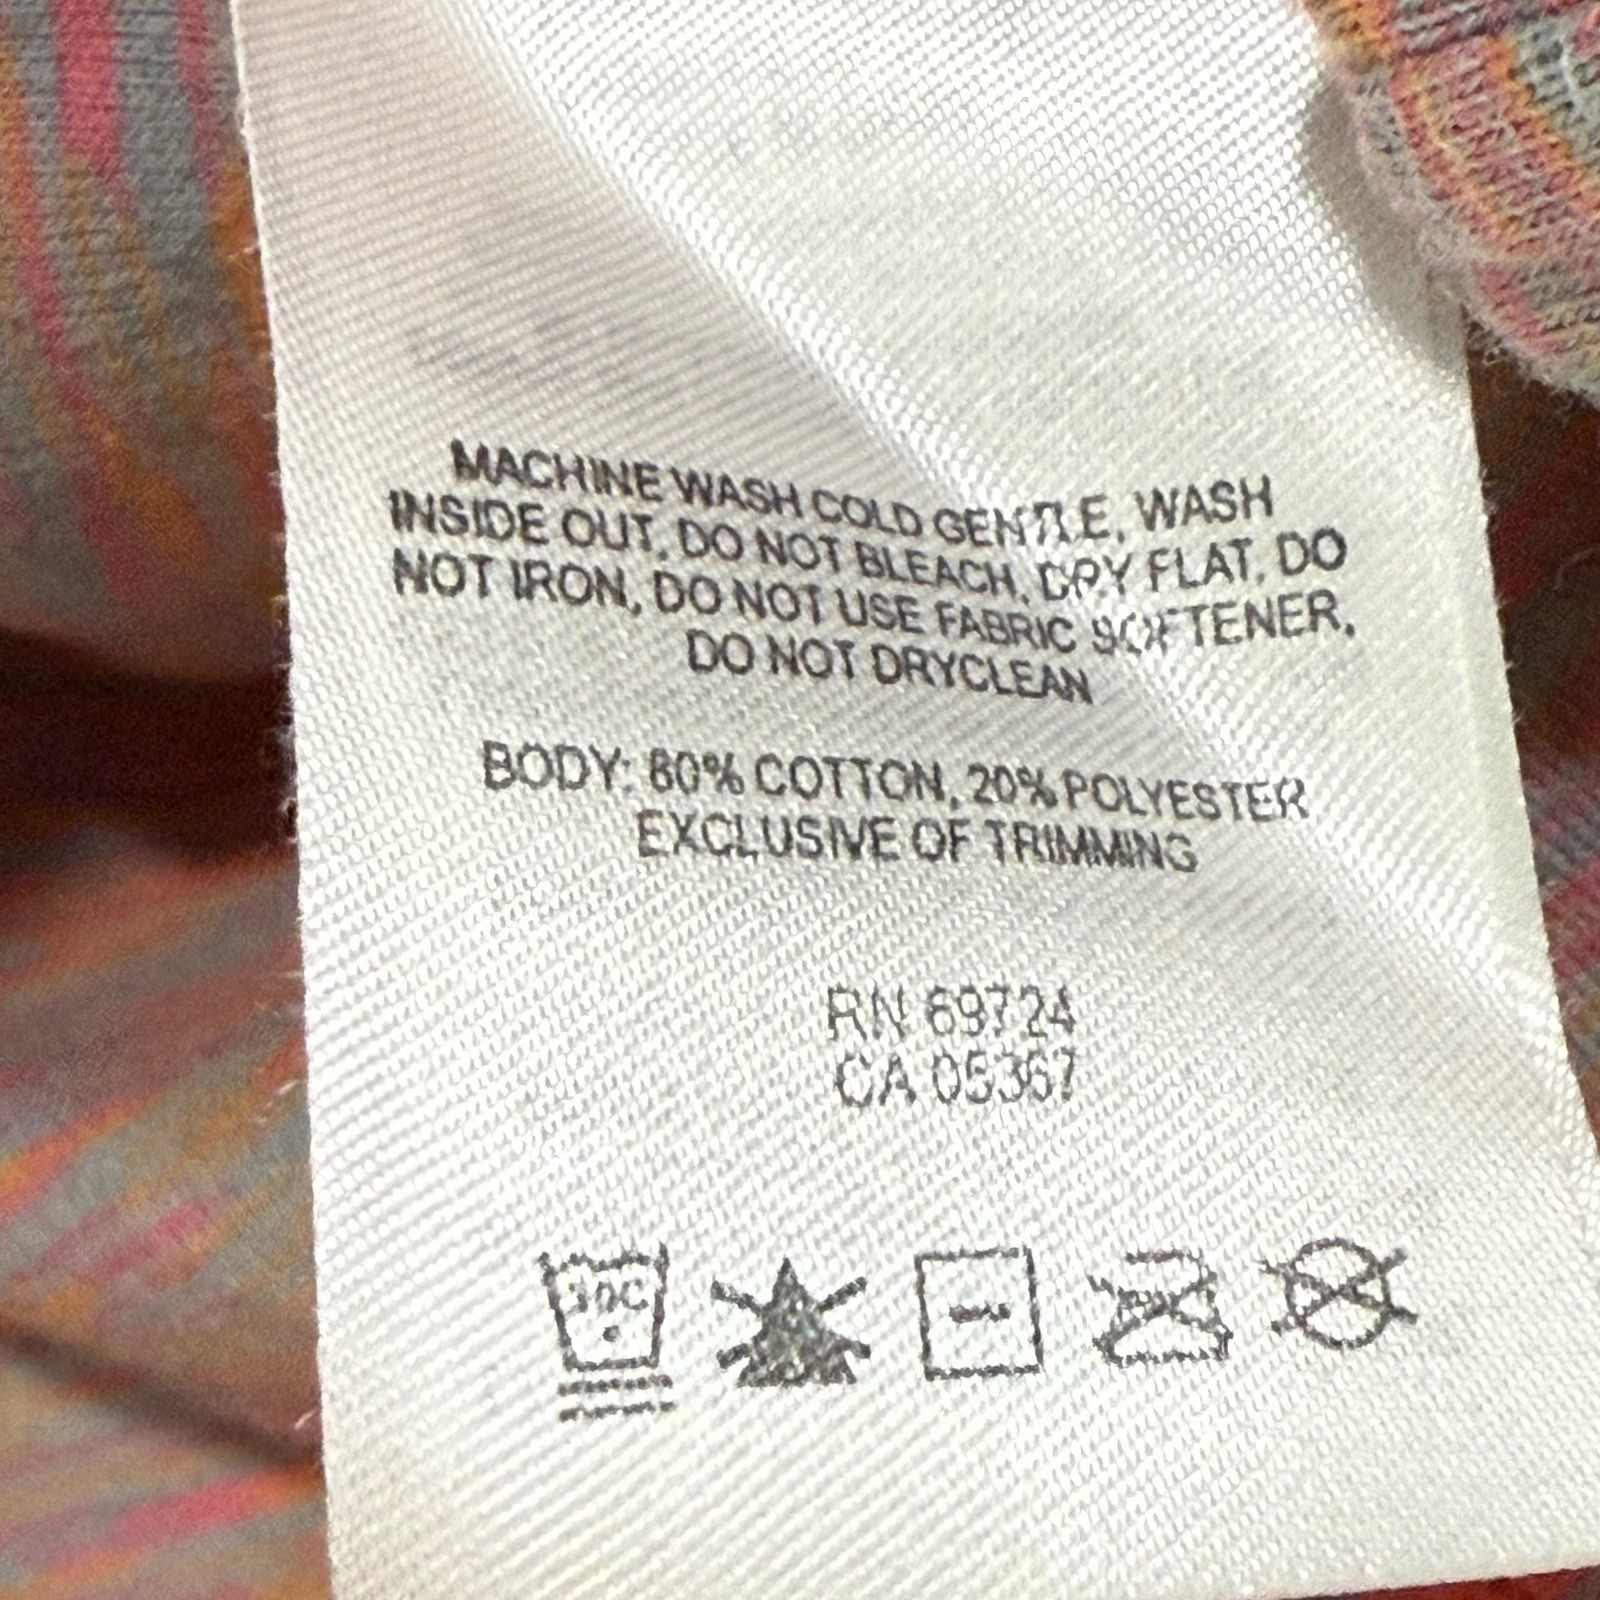 MACHINE WASH COLD GENTLE, WASH
INSIDE OUT, DO NOT BLEACH, DRY FLAT, DO
NOT IRON, DO NOT USE FABRIC SOFTENER,
DO NOT DRYCLEAN
BODY: 80% COTTON, 20% POLYESTER
EXCLUSIVE OF TRIMMING
RN 69724
CA 05367
30C